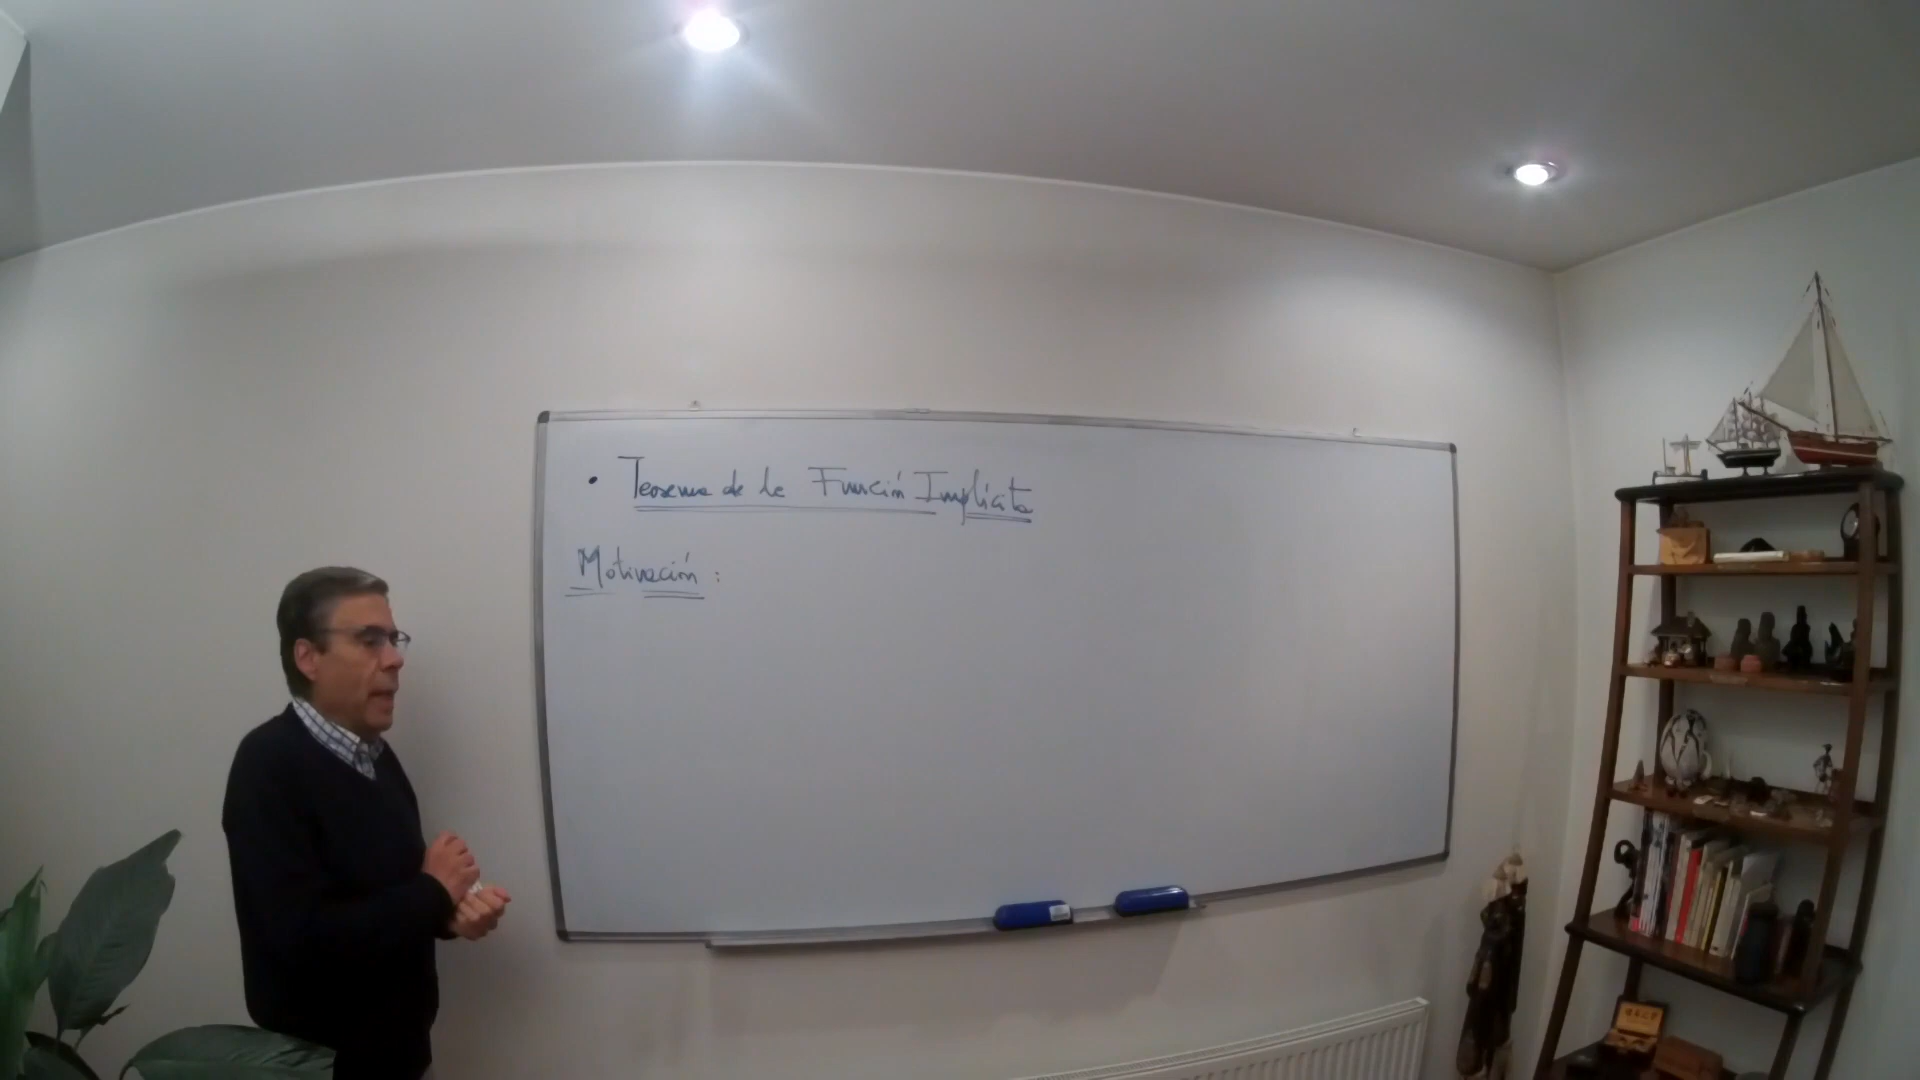 • Teorema de la Función Implícita
Motivación: